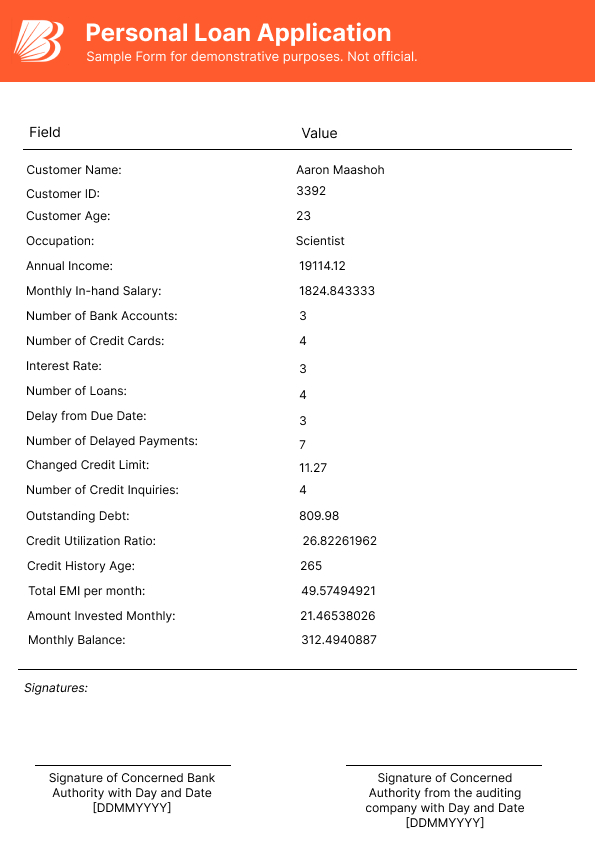 Personal Loan Application
Sample Form for demonstrative purposes. Not official.
Field Value
Customer Name: Aaron Maashoh
Customer ID: 3392
Customer Age: 23
Occupation: Scientist
Annual Income: 19114.12
Monthly In-hand Salary: 1824.843333
Number of Bank Accounts: 3
Number of Credit Cards: 4
Interest Rate: 3
Number of Loans: 4
Delay from Due Date: 3
Number of Delayed Payments: 7
Changed Credit Limit: 11.27
Number of Credit Inquiries: 4
Outstanding Debt: 809.98
Credit Utilization Ratio: 26.82261962
Credit History Age: 265
Total EMI per month: 49.57494921
Amount Invested Monthly: 21.46538026
Monthly Balance: 312.4940887
Signatures:
Signature of Concerned Bank
Authority with Day and Date
[DDMMYYYY]
Signature of Concerned
Authority from the auditing
company with Day and Date
[DDMMYYYY]